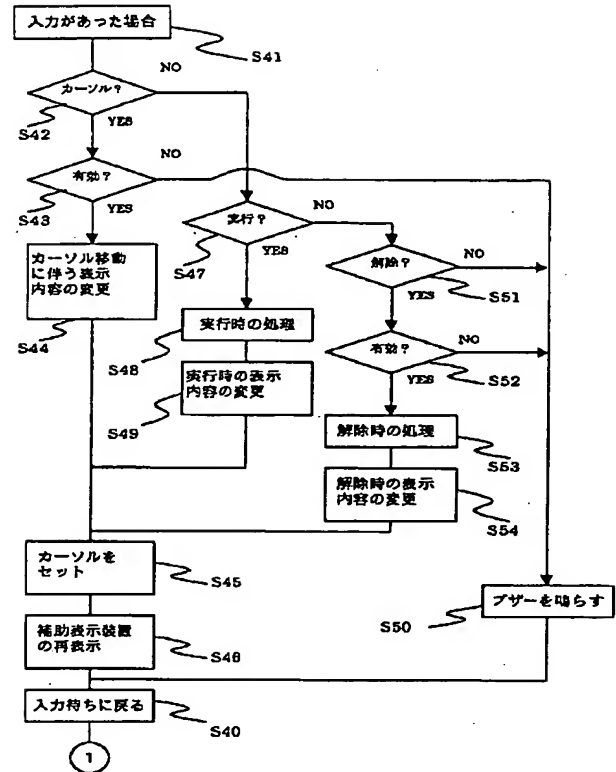 入力があった場合
S41
NO
カーソル?
S42
YES
NO
有効?
S43
YES
カーソル移動
に伴う表示
内容の変更
S44
実行?
NO
S47
YES
解除?
NO
S51
YES
実行時の処理
S48
有効?
NO
S52
YES
実行時の表示
内容の変更
S49
解除時の処理
S53
解除時の表示
内容の変更
S54
カーソルを
セット
S45
ブザーを鳴らす
S50
補助表示装置
の再表示
S46
入力待ちに戻る
S40
1